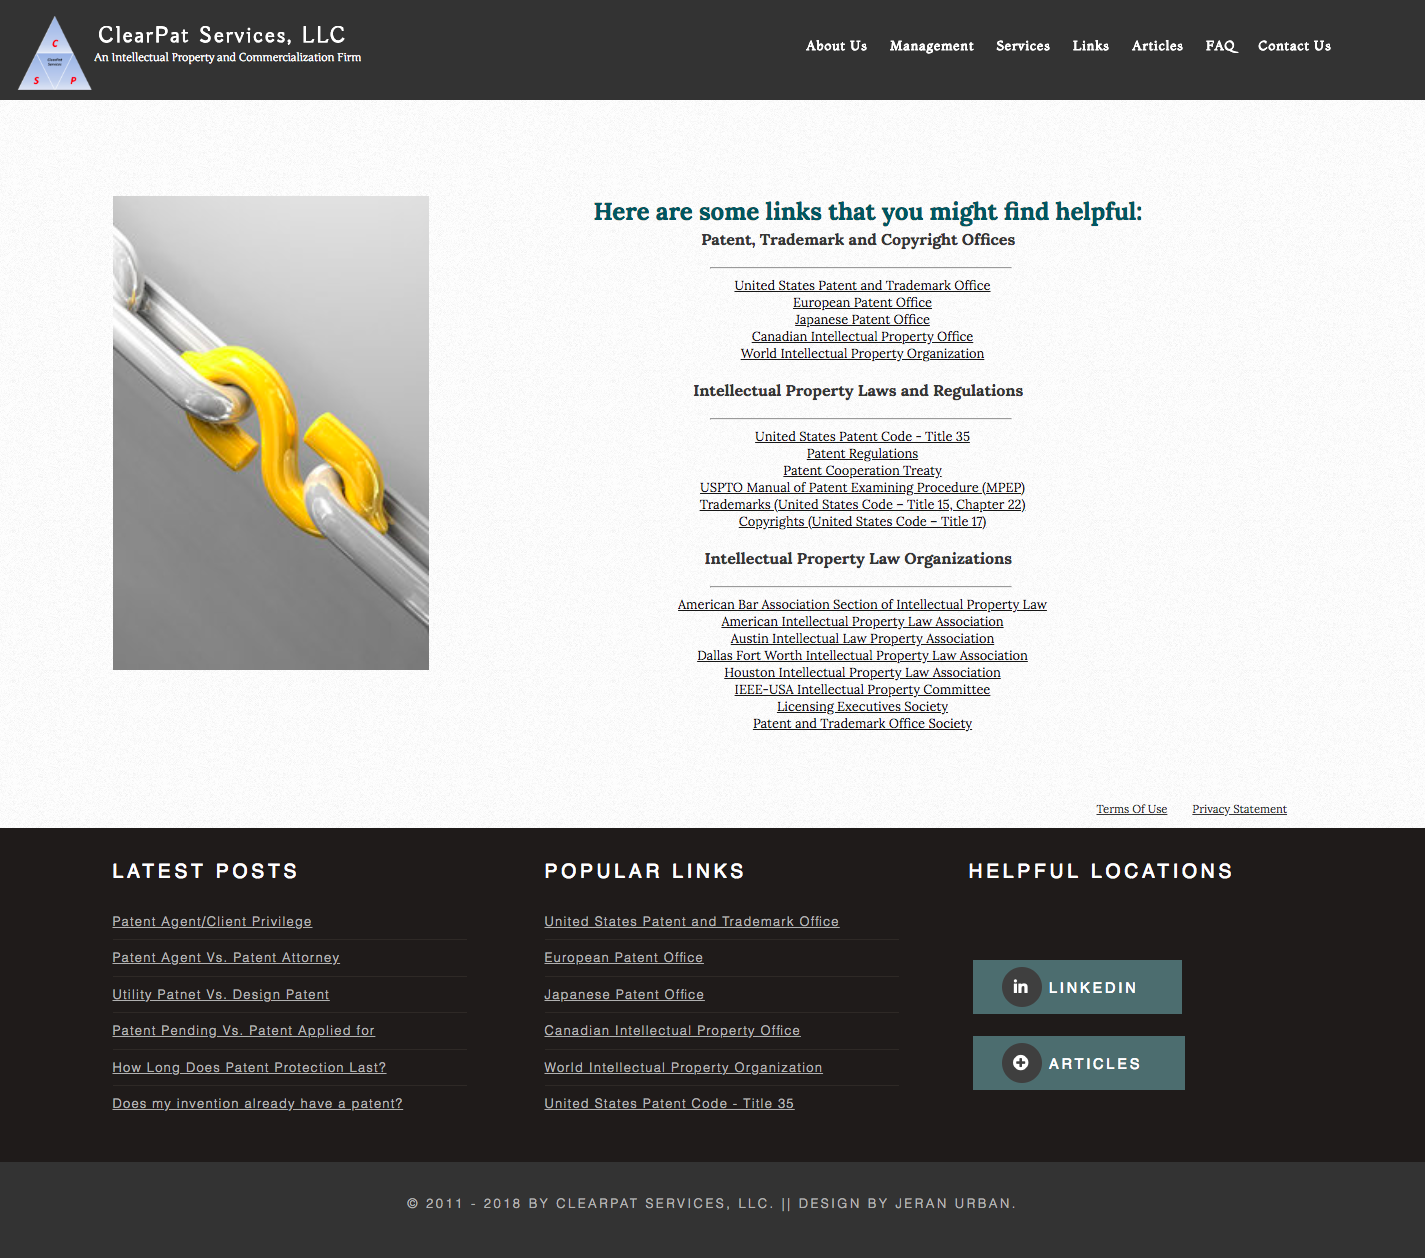 C
ClearPat
Services
S P
ClearPat Services, LLC
An Intellectual Property and Commercialization Firm
About Us Management Services Links Articles FAQ Contact Us
Here are some links that you might find helpful:
Patent, Trademark and Copyright Offices
United States Patent and Trademark Office
European Patent Office
Japanese Patent Office
Canadian Intellectual Property Office
World Intellectual Property Organization
Intellectual Property Laws and Regulations
United States Patent Code - Title 35
Patent Regulations
Patent Cooperation Treaty
USPTO Manual of Patent Examining Procedure (MPEP)
Trademarks (United States Code – Title 15, Chapter 22)
Copyrights (United States Code – Title 17)
Intellectual Property Law Organizations
American Bar Association Section of Intellectual Property Law
American Intellectual Property Law Association
Austin Intellectual Law Property Association
Dallas Fort Worth Intellectual Property Law Association
Houston Intellectual Property Law Association
IEEE-USA Intellectual Property Committee
Licensing Executives Society
Patent and Trademark Office Society
Terms Of Use Privacy Statement
LATEST POSTS
Patent Agent/Client Privilege
Patent Agent Vs. Patent Attorney
Utility Patnet Vs. Design Patent
Patent Pending Vs. Patent Applied for
How Long Does Patent Protection Last?
Does my invention already have a patent?
POPULAR LINKS
United States Patent and Trademark Office
European Patent Office
Japanese Patent Office
Canadian Intellectual Property Office
World Intellectual Property Organization
United States Patent Code - Title 35
HELPFUL LOCATIONS
in LINKEDIN
ARTICLES
© 2011 - 2018 BY CLEARPAT SERVICES, LLC. || DESIGN BY JERAN URBAN.